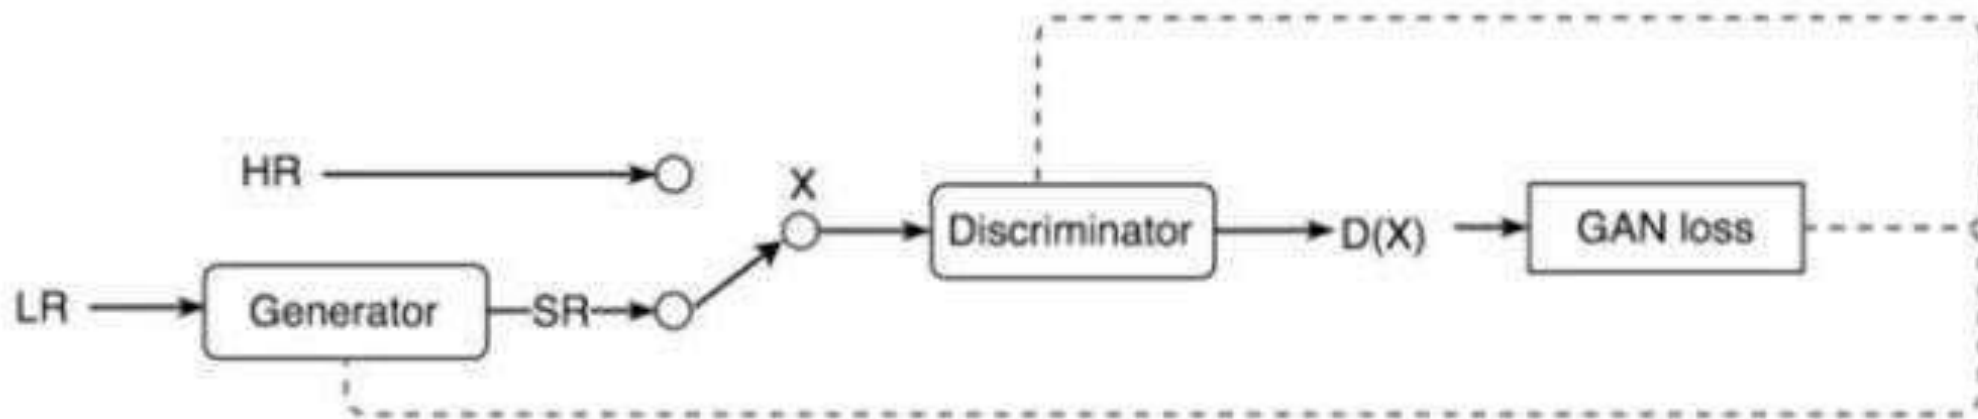 HR
X
Discriminator
D(X)
GAN loss
LR
Generator
SR